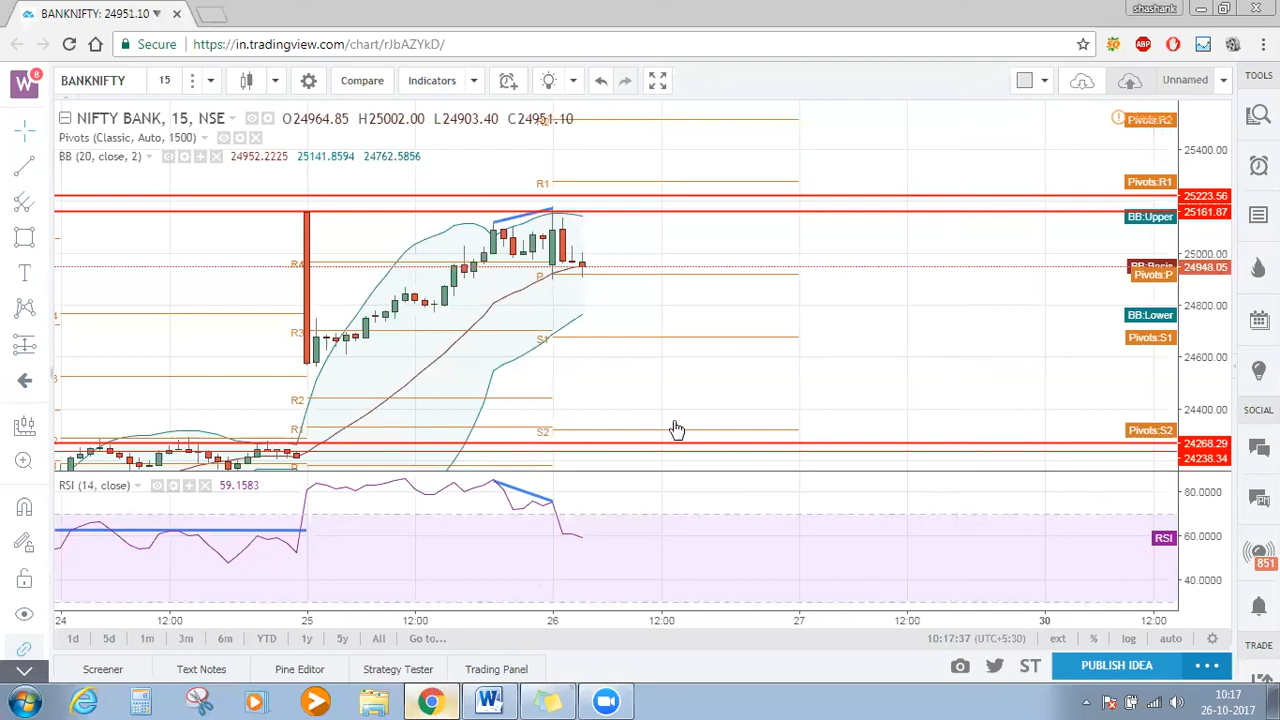 BANKNIFTY: 24951.10 ▾
shashank
Secure | https://in.tradingview.com/chart/rJbAZYkD/
BANKNIFTY 15 Compare Indicators Unnamed TOOLS
8
NIFTY BANK, 15, NSE O24964.85 H25002.00 L24903.40 C24951.10
Pivots (Classic, Auto, 1500)
BB (20, close, 2) 24952.2225 25141.8594 24762.5856
Pivots:R2
25400.00
R1 Pivots:R1
25223.56
25161.87
BB:Upper
25000.00
R4
24948.05
P Pivots:P
24800.00
BB:Lower
R3
S1 Pivots:S1
24600.00
R2
24400.00
SOCIAL
S2 Pivots:S2
24268.29
24238.34
RSI (14, close) 59.1583
80.0000
RSI 60.0000
851
40.0000
24 12:00 25 12:00 26 12:00 27 12:00 30 12:00
1d 5d 1m 3m 6m YTD 1y 5y All Go to... 10:17:37 (UTC+5:30) ext % log auto
TRADE
Screener Text Notes Pine Editor Strategy Tester Trading Panel ST PUBLISH IDEA
10:17
26-10-2017